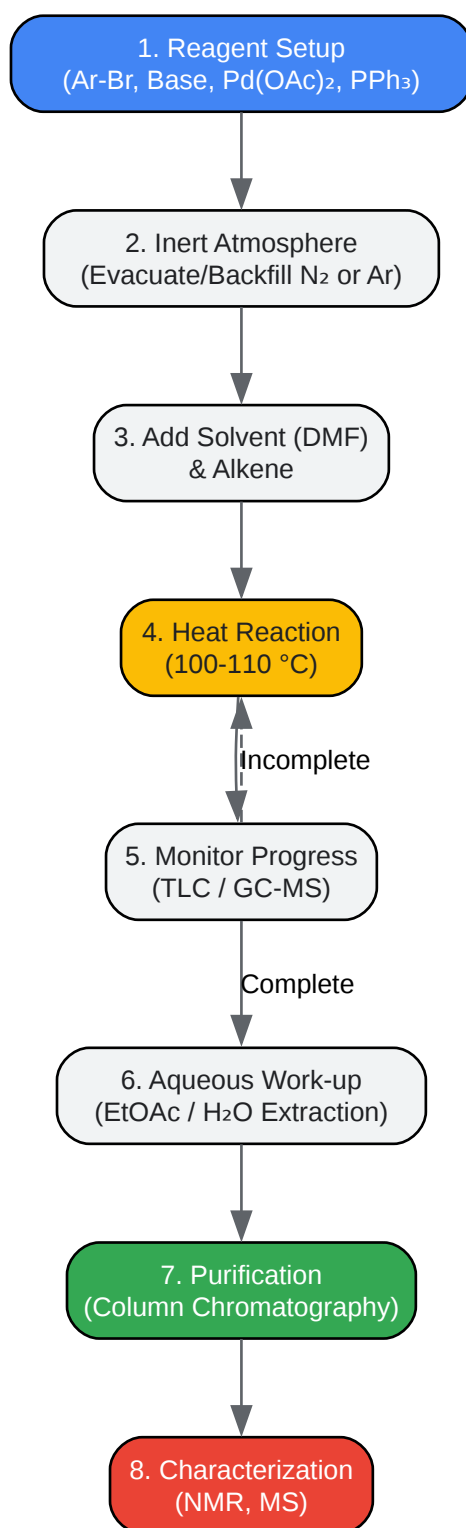 1. Reagent Setup
(Ar-Br, Base, Pd(OAc)₂, PPh₃)
2. Inert Atmosphere
(Evacuate/Backfill N₂ or Ar)
3. Add Solvent (DMF)
& Alkene
4. Heat Reaction
(100-110 °C)
Incomplete
5. Monitor Progress
(TLC / GC-MS)
Complete
6. Aqueous Work-up
(EtOAc / H₂O Extraction)
7. Purification
(Column Chromatography)
8. Characterization
(NMR, MS)